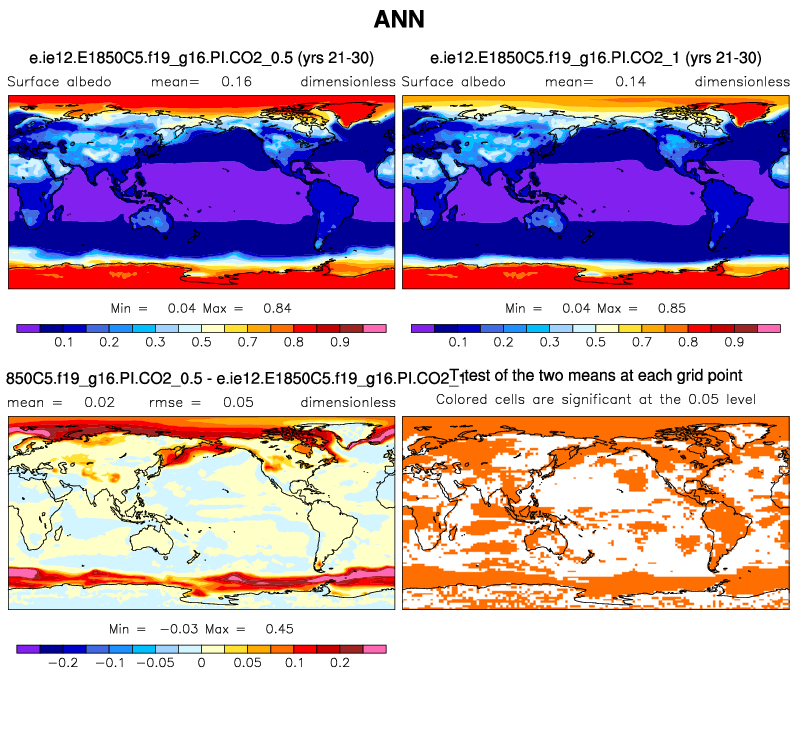 ANN
e.ie12.E1850C5.f19_g16.PI.CO2_0.5 (yrs 21-30)
Surface albedo mean= 0.16 dimensionless
Min = 0.04 Max = 0.84
0.1 0.2 0.3 0.5 0.7 0.8 0.9
e.ie12.E1850C5.f19_g16.PI.CO2_1 (yrs 21-30)
Surface albedo mean= 0.14 dimensionless
Min = 0.04 Max = 0.85
0.1 0.2 0.3 0.5 0.7 0.8 0.9
850C5.f19_g16.PI.CO2_0.5 - e.ie12.E1850C5.f19_g16.PI.CO2_1
mean = 0.02 rmse = 0.05 dimensionless
Min = -0.03 Max = 0.45
-0.2 -0.1 -0.05 0 0.05 0.1 0.2
T-test of the two means at each grid point
Colored cells are significant at the 0.05 level